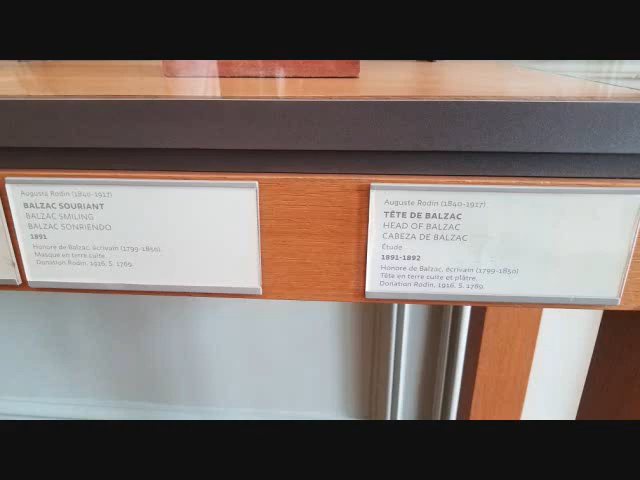 Auguste Rodin (1840-1917)
BALZAC SOURIANT
BALZAC SMILING
BALZAC SONRIENDO
1891
Honoré de Balzac, écrivain (1799-1850).
Masque en terre cuite.
Donation Rodin, 1916, S. 1769.
Auguste Rodin (1840-1917)
TÊTE DE BALZAC
HEAD OF BALZAC
CABEZA DE BALZAC
Étude
1891-1892
Honoré de Balzac, écrivain (1799-1850)
Tête en terre cuite et plâtre.
Donation Rodin, 1916, S. 1789.